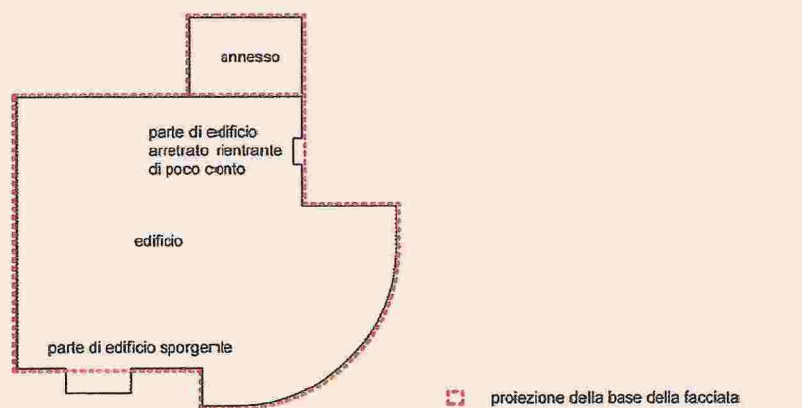 annesso
parte di edificio
arretrato rientrante
di poco conto
edificio
parte di edificio sporgente
proiezione della base della facciata